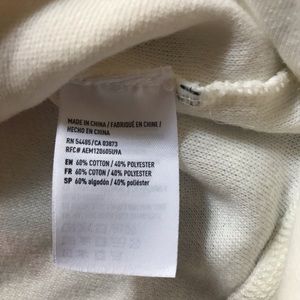 MADE IN CHINA / FABRIQUÉ EN CHINE /
HECHO EN CHINA
RN 54485/CA 03873
RFC# AEM1206056U9A
EN 60% COTTON / 40% POLYESTER
FR 60% COTON / 40% POLYESTER
SP 60% algodón / 40% poliéster